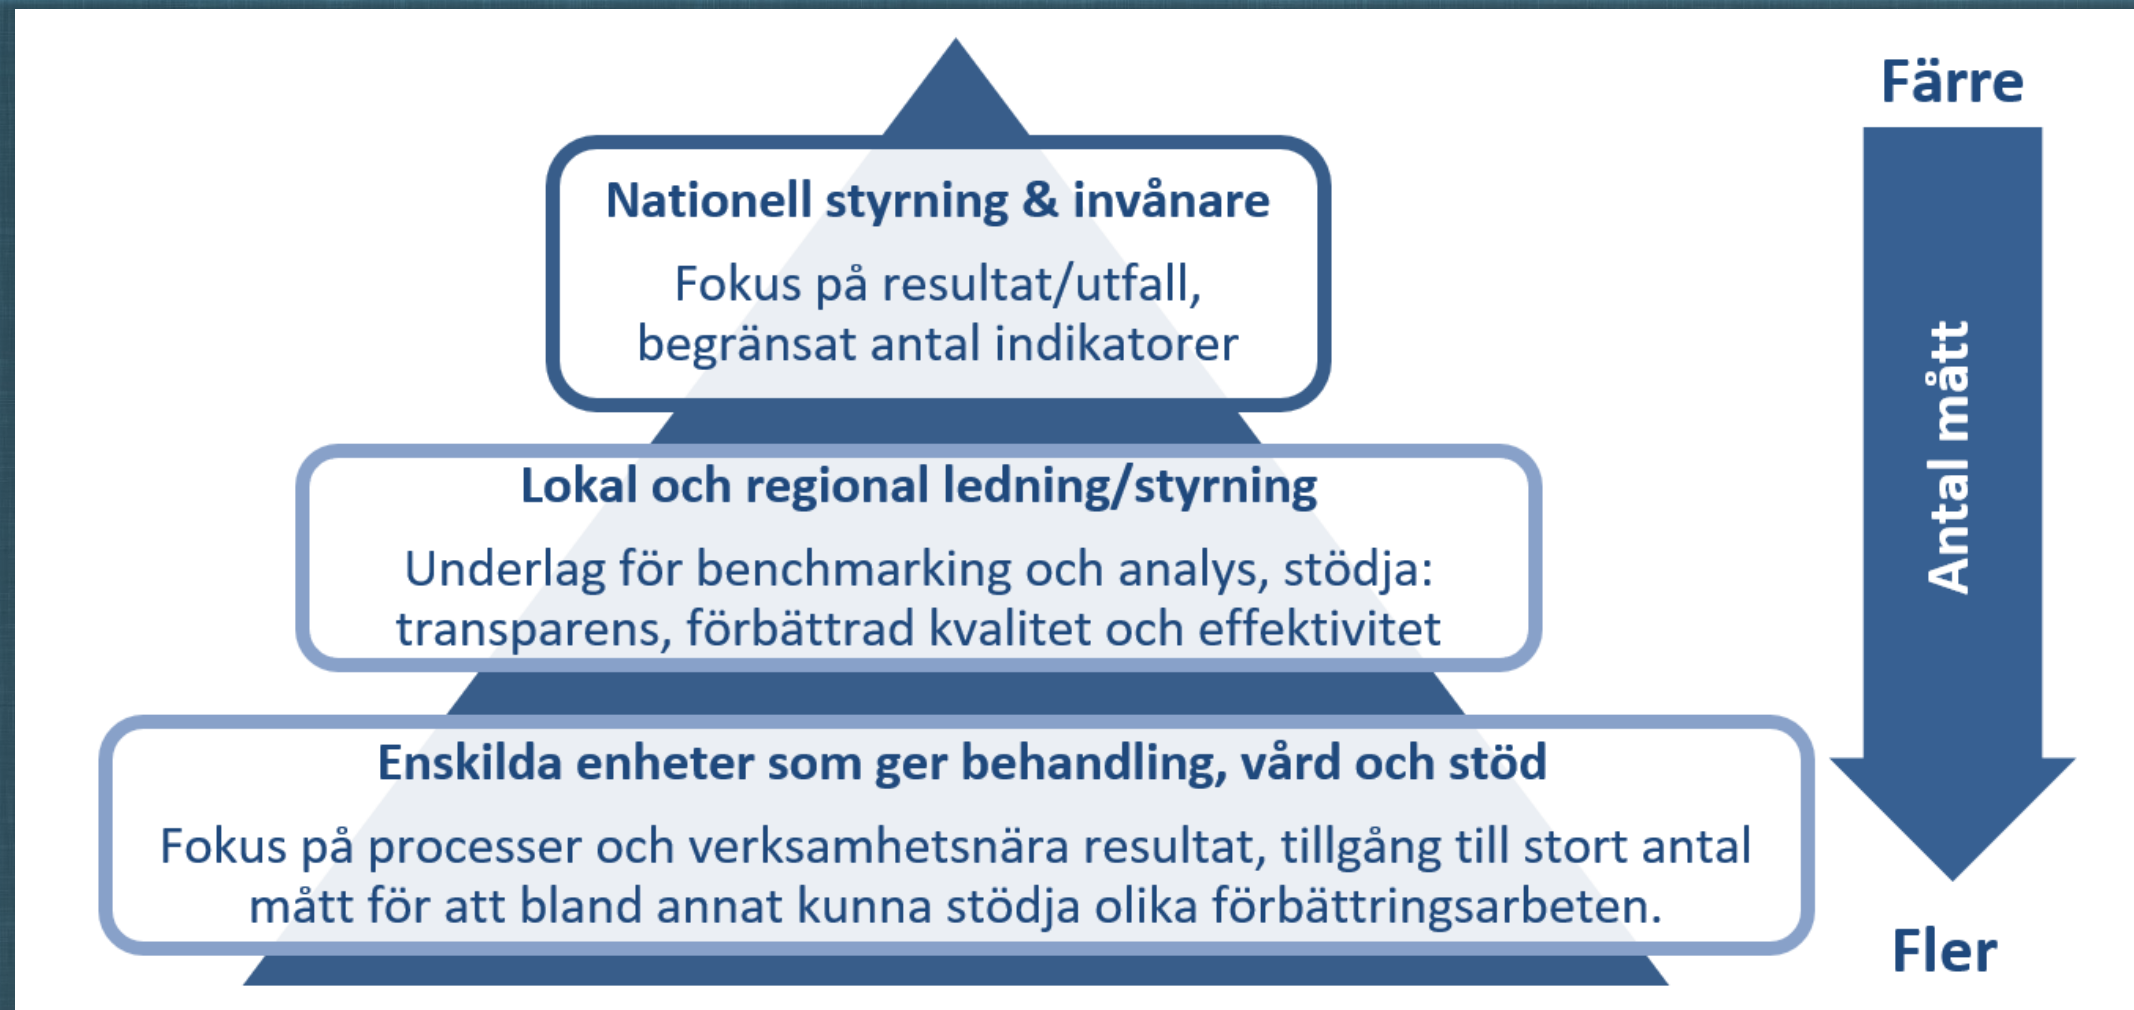 Färre
Nationell styrning & invånare
Fokus på resultat/utfall,
begränsat antal indikatorer
Lokal och regional ledning/styrning
Underlag för benchmarking och analys, stödja:
transparens, förbättrad kvalitet och effektivitet
Enskilda enheter som ger behandling, vård och stöd
Fokus på processer och verksamhetsnära resultat, tillgång till stort antal
mått för att bland annat kunna stödja olika förbättringsarbeten.
Antal mått
Fler